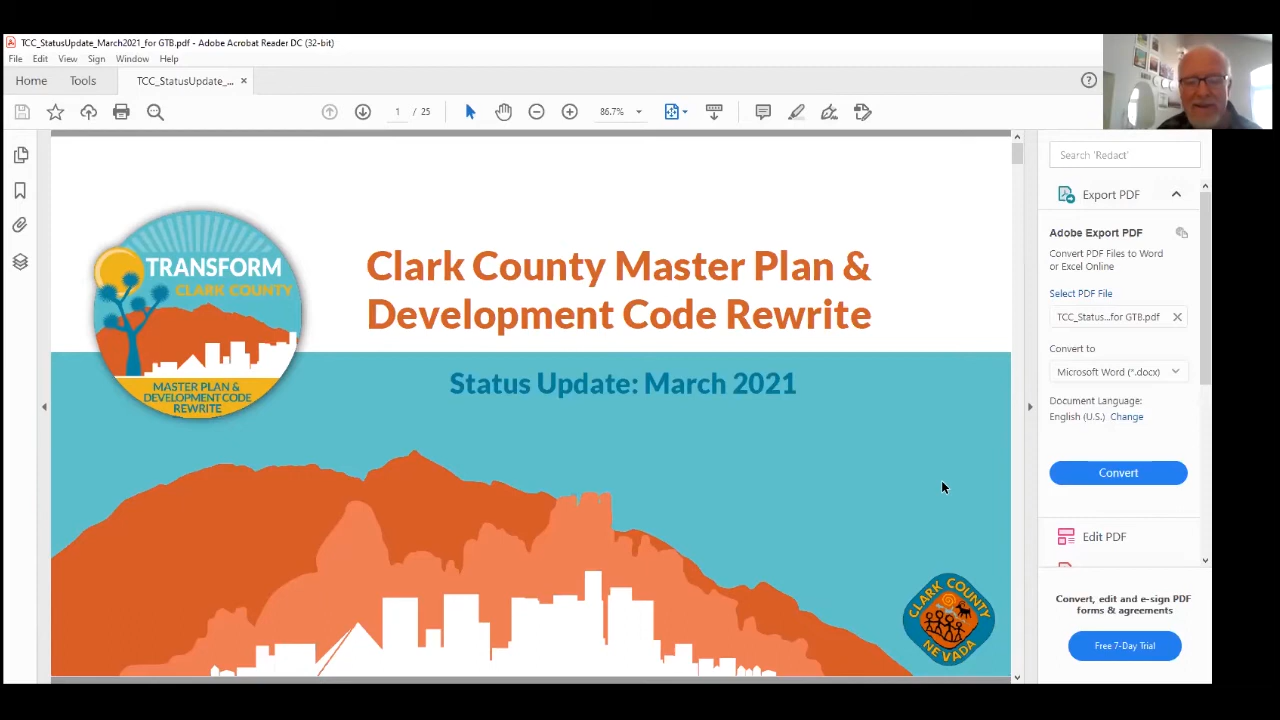 TCC_StatusUpdate_March2021_for GTB.pdf - Adobe Acrobat Reader DC (32-bit)
File Edit View Sign Window Help
Home Tools TCC_StatusUpdate_... ×
1 / 25 86.7%
Search 'Redact'
Export PDF
Adobe Export PDF
Convert PDF Files to Word
or Excel Online
Select PDF File
TCC_Status...for GTB.pdf
Convert to
Microsoft Word (*.docx)
Document Language:
English (U.S.) Change
Convert
Edit PDF
Convert, edit and e-sign PDF
forms & agreements
Free 7-Day Trial
TRANSFORM
CLARK COUNTY
MASTER PLAN &
DEVELOPMENT CODE
REWRITE
Clark County Master Plan &
Development Code Rewrite
Status Update: March 2021
CLARK COUNTY
NEVADA